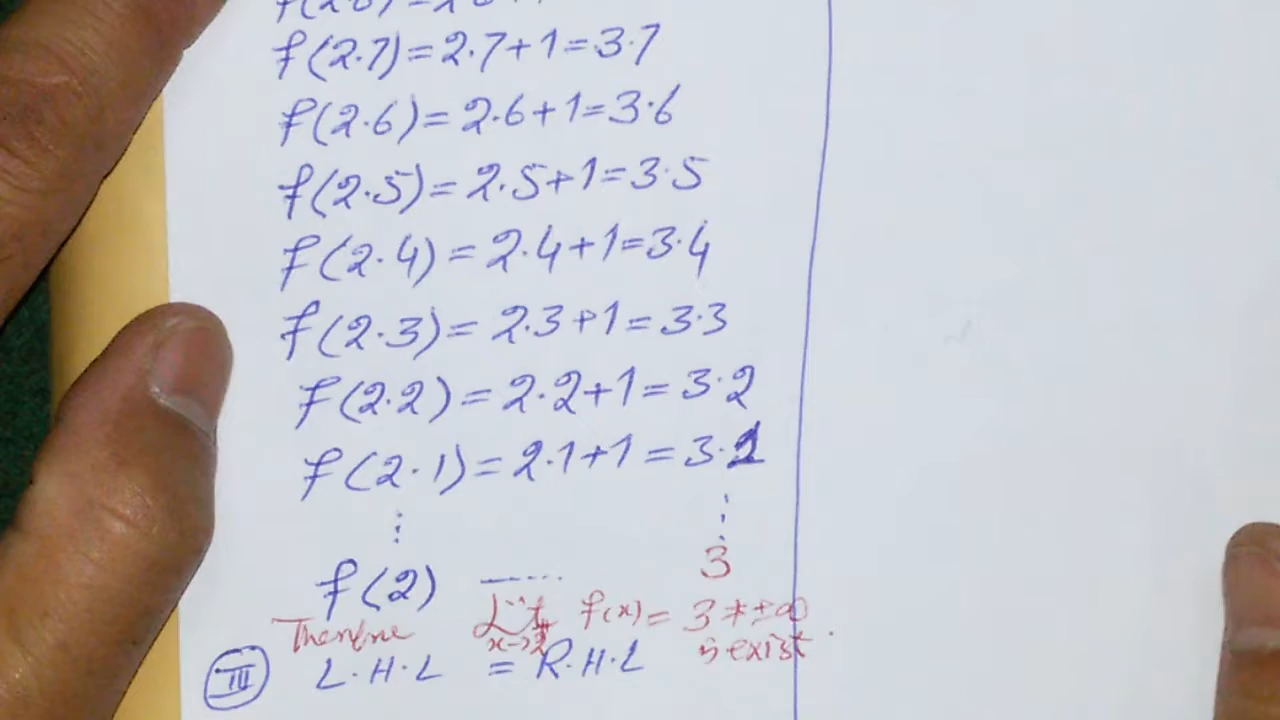 f(2.7)=2.7+1=3.7
f(2.6)=2.6+1=3.6
f(2.5)=2.5+1=3.5
f(2.4)=2.4+1=3.4
f(2.3)=2.3+1=3.3
f(2.2)=2.2+1=3.2
f(2.1)=2.1+1=3.1
⋮ ⋮
3
f(2) -----
Therefore Lit f(x)= 3 ≠ ±∞
is exist.
III L.H.L = R.H.L